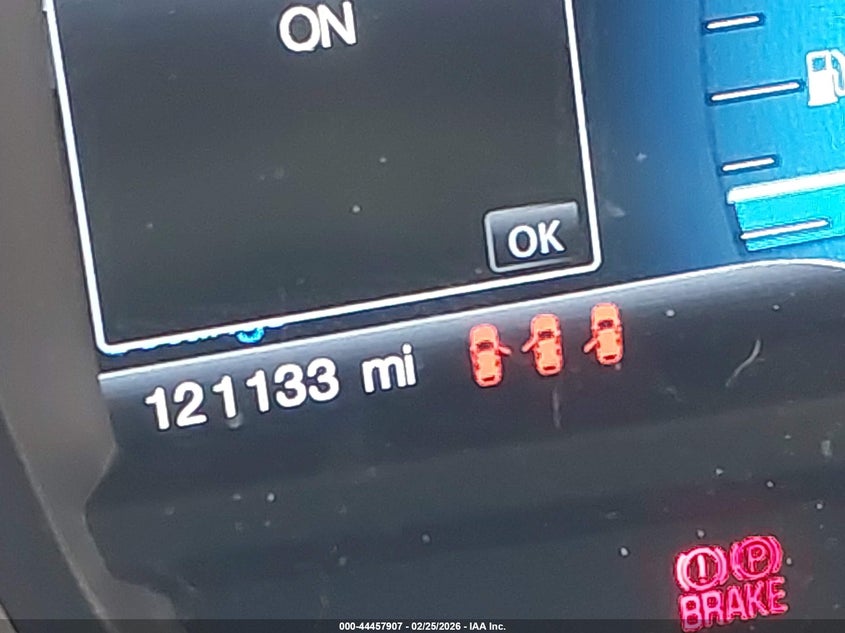 ON
OK
121133 mi
(!) (P)
BRAKE
000-44457907 - 02/25/2026 - IAA Inc.